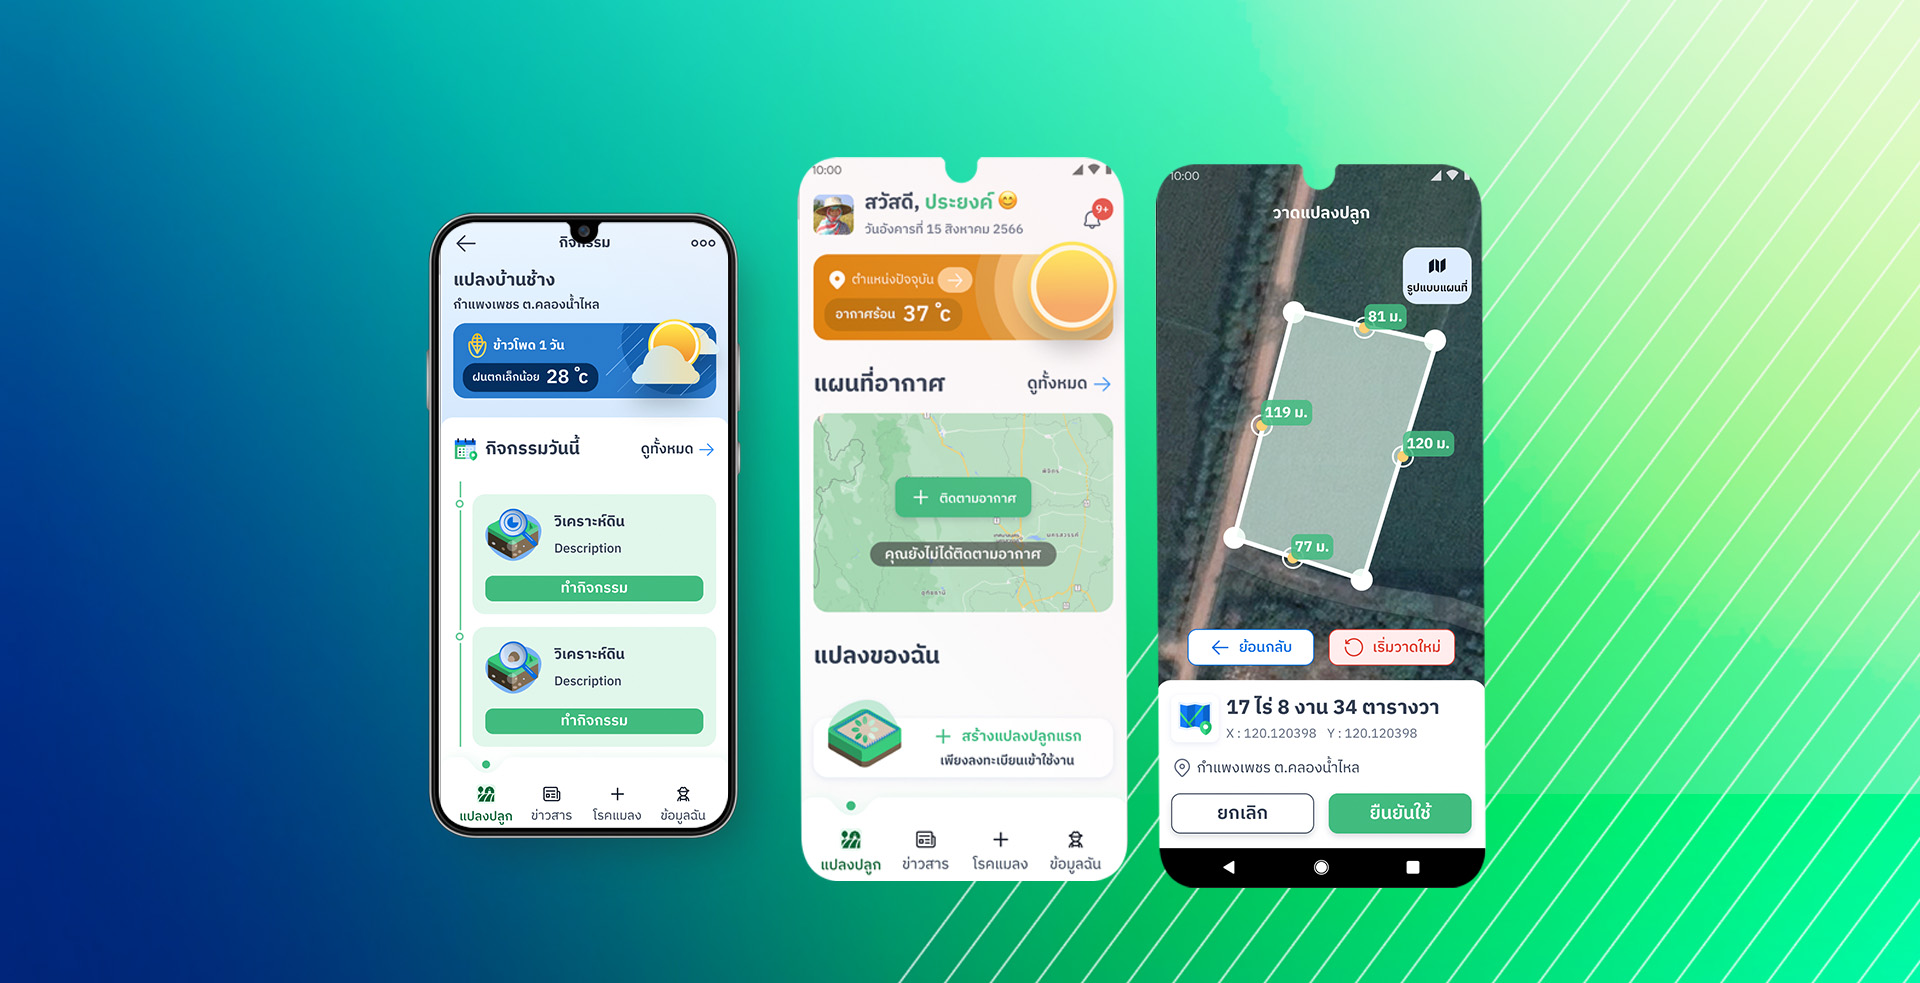 กิจกรรม
แปลงบ้านช้าง
กำแพงเพชร ต.คลองน้ำไหล
ข้าวโพด 1 วัน
ฝนตกเล็กน้อย 28 °c
กิจกรรมวันนี้ ดูทั้งหมด
วิเคราะห์ดิน
Description
ทำกิจกรรม
วิเคราะห์ดิน
Description
ทำกิจกรรม
แปลงปลูก ข่าวสาร โรคแมลง ข้อมูลฉัน
10:00
สวัสดี, ประยงค์ 😊
วันอังคารที่ 15 สิงหาคม 2566
9+
ตำแหน่งปัจจุบัน
อากาศร้อน 37 °c
แผนที่อากาศ ดูทั้งหมด
พิจิตร
+ ติดตามอากาศ
นครสวรรค์
คุณยังไม่ได้ติดตามอากาศ
อุทัยธานี
แปลงของฉัน
+ สร้างแปลงปลูกแรก
เพียงลงทะเบียนเข้าใช้งาน
แปลงปลูก ข่าวสาร โรคแมลง ข้อมูลฉัน
10:00
วาดแปลงปลูก
รูปแบบแผนที่
81 ม.
119 ม.
120 ม.
77 ม.
ย้อนกลับ เริ่มวาดใหม่
17 ไร่ 8 งาน 34 ตารางวา
X : 120.120398 Y : 120.120398
กำแพงเพชร ต.คลองน้ำไหล
ยกเลิก ยืนยันใช้